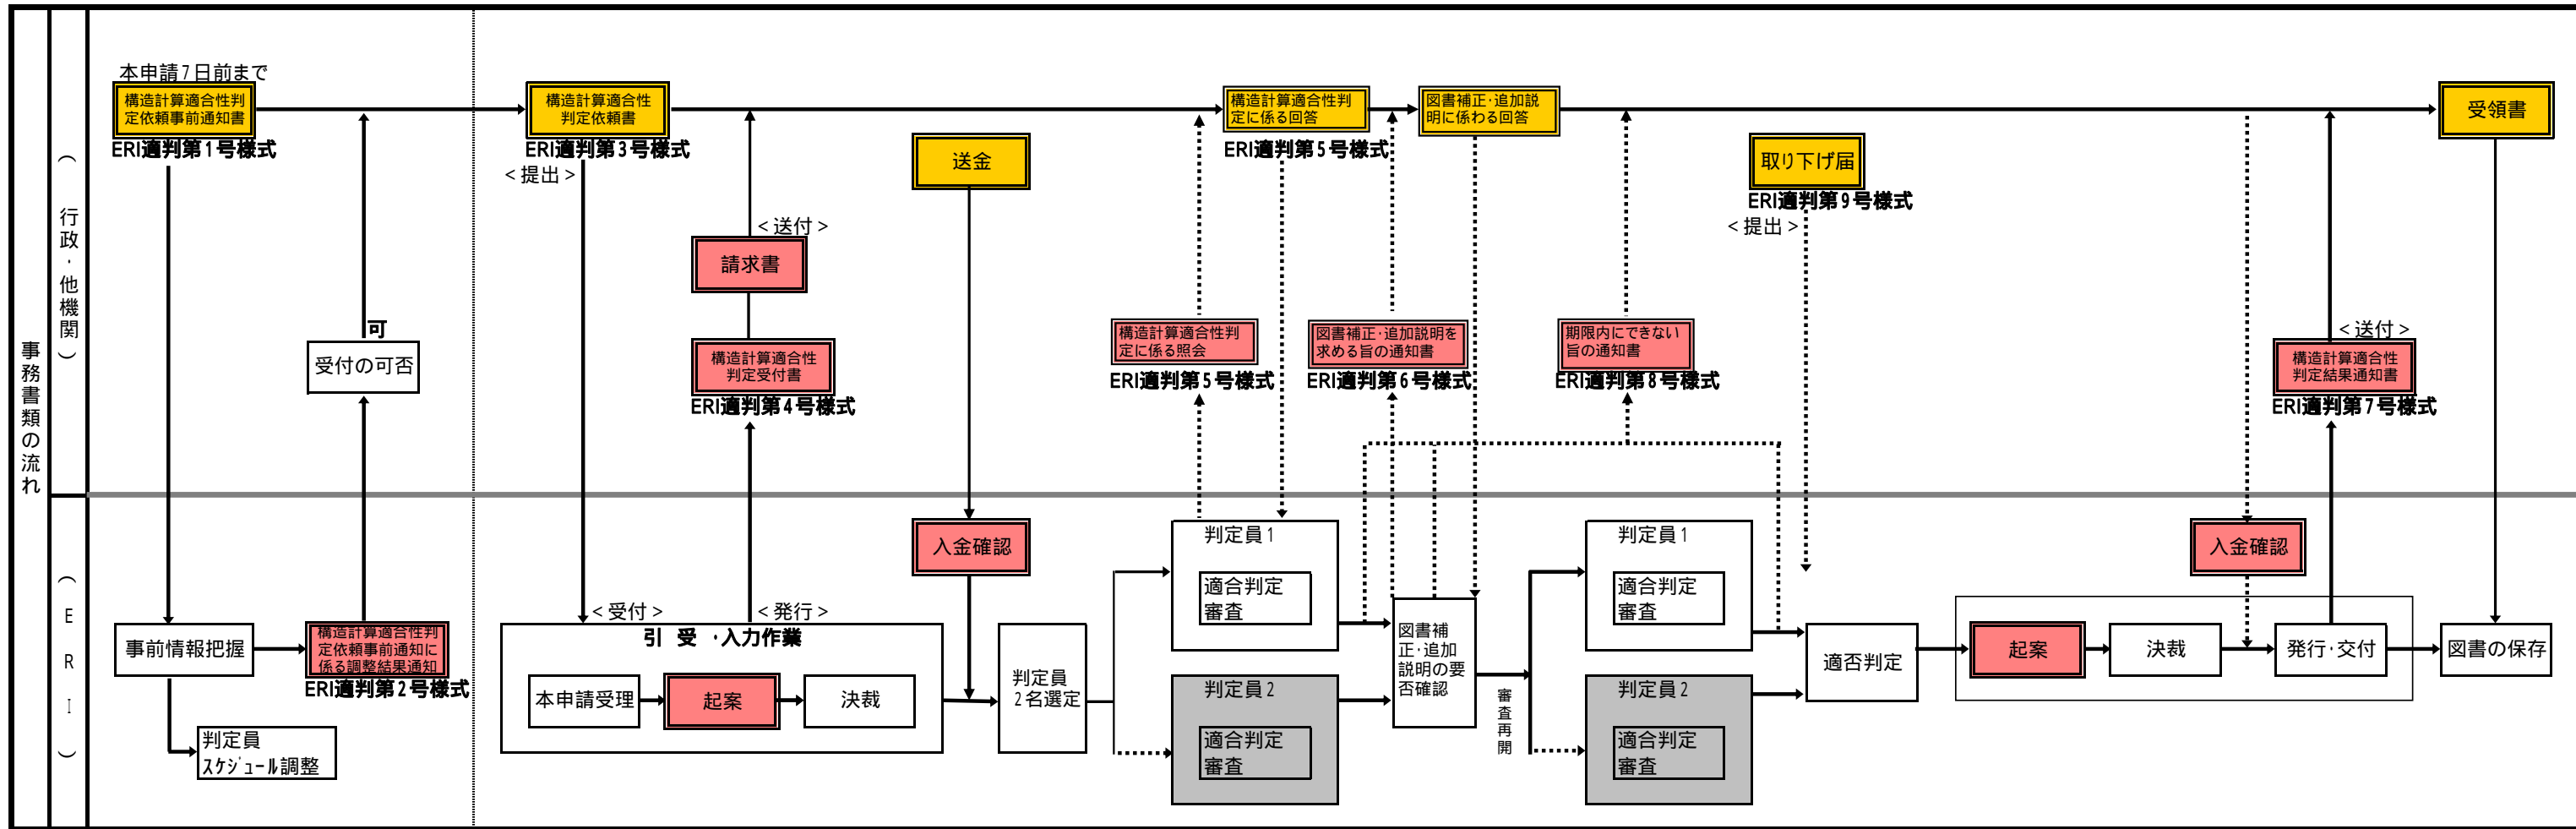 事務書類の流れ
（行政・他機関）
（ＥＲＩ）
本申請7日前まで
構造計算適合性判
定依頼事前通知書
ERI適判第1号様式
受付の可否
可
事前情報把握
構造計算適合性判
定依頼事前通知に
係る調整結果通知
ERI適判第2号様式
判定員
スケジュール調整
構造計算適合性
判定依頼書
ERI適判第3号様式
<提出>
<送付>
請求書
構造計算適合性
判定受付書
ERI適判第4号様式
<受付>
<発行>
引 受 ・入力作業
本申請受理
起案
決裁
送金
入金確認
判定員
2名選定
構造計算適合性判
定に係る回答
ERI適判第5号様式
構造計算適合性判
定に係る照会
ERI適判第5号様式
判定員1
適合判定
審査
判定員2
適合判定
審査
図書補正・追加説
明に係わる回答
図書補正・追加説明を
求める旨の通知書
ERI適判第6号様式
図書補
正・追加
説明の要
否確認
審査再開
期限内にできない
旨の通知書
ERI適判第8号様式
判定員1
適合判定
審査
判定員2
適合判定
審査
取り下げ届
ERI適判第9号様式
<提出>
適否判定
起案
決裁
発行・交付
入金確認
<送付>
構造計算適合性
判定結果通知書
ERI適判第7号様式
受領書
図書の保存